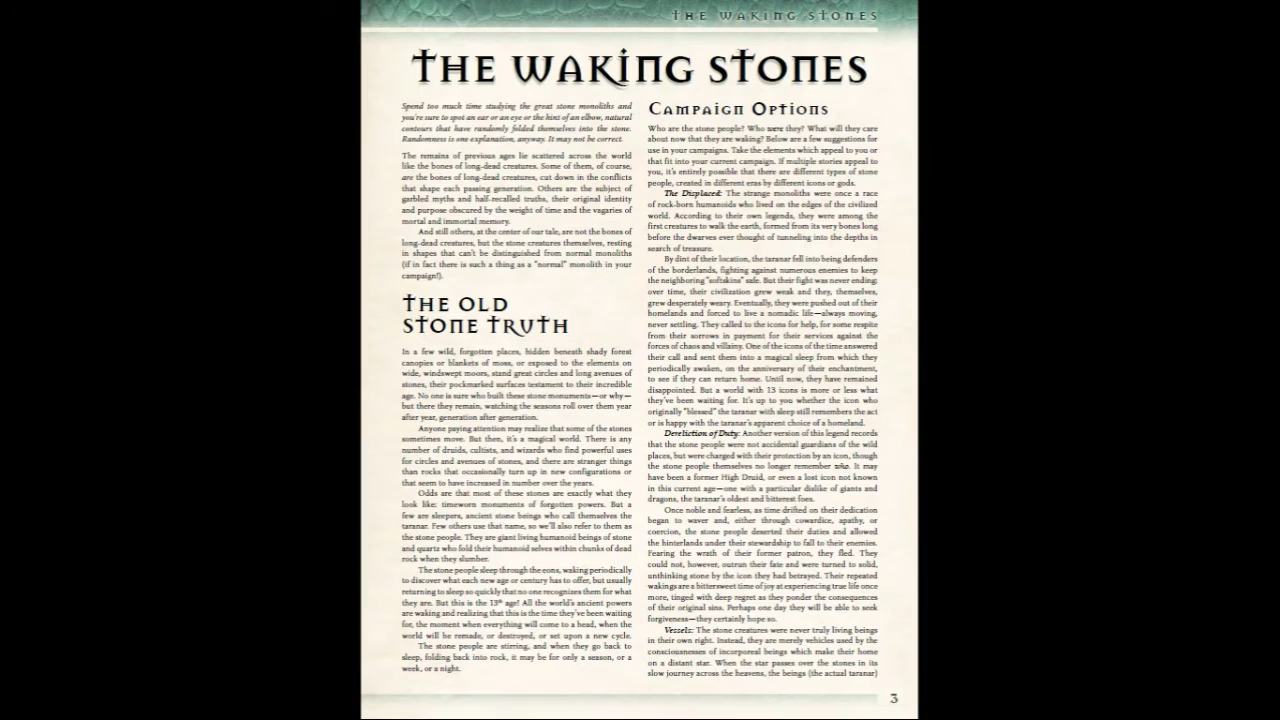 THE WAKING STONES
THE WAKING STONES
Spend too much time studying the great stone monoliths and
you're sure to spot an ear or an eye or the hint of an elbow, natural
contours that have randomly folded themselves into the stone.
Randomness is one explanation, anyway. It may not be correct.
The remains of previous ages lie scattered across the world
like the bones of long-dead creatures. Some of them, of course,
are the bones of long-dead creatures, cut down in the conflicts
that shape each passing generation. Others are the subject of
garbled myths and half-recalled truths, their original identity
and purpose obscured by the weight of time and the vagaries of
mortal and immortal memory.
And still others, at the center of our tale, are not the bones of
long-dead creatures, but the stone creatures themselves, resting
in shapes that can't be distinguished from normal monoliths
(if in fact there is such a thing as a "normal" monolith in your
campaign!).
THE OLD
STONE TRUTH
In a few wild, forgotten places, hidden beneath shady forest
canopies or blankets of moss, or exposed to the elements on
wide, windswept moors, stand great circles and long avenues of
stones, their pockmarked surfaces testament to their incredible
age. No one is sure who built these stone monuments—or why—
but there they remain, watching the seasons roll over them year
after year, generation after generation.
Anyone paying attention may realize that some of the stones
sometimes move. But then, it's a magical world. There is any
number of druids, cultists, and wizards who find powerful uses
for circles and avenues of stones, and there are stranger things
than rocks that occasionally turn up in new configurations or
that seem to have increased in number over the years.
Odds are that most of these stones are exactly what they
look like; timeworn monuments of forgotten powers. But a
few are sleepers, ancient stone beings who call themselves the
taranar. Few others use that name, so we'll also refer to them as
the stone people. They are giant living humanoid beings of stone
and quartz who fold their humanoid selves within chunks of dead
rock when they slumber.
The stone people sleep through the eons, waking periodically
to discover what each new age or century has to offer, but usually
returning to sleep so quickly that no one recognizes them for what
they are. But this is the 13th age! All the world's ancient powers
are waking and realizing that this is the time they've been waiting
for, the moment when everything will come to a head, when the
world will be remade, or destroyed, or set upon a new cycle.
The stone people are stirring, and when they go back to
sleep, folding back into rock, it may be for only a season, or a
week, or a night.
Campaign Options
Who are the stone people? Who were they? What will they care
about now that they are waking? Below are a few suggestions for
use in your campaigns. Take the elements which appeal to you or
that fit into your current campaign. If multiple stories appeal to
you, it's entirely possible that there are different types of stone
people, created in different eras by different icons or gods.
The Displaced: The strange monoliths were once a race
of rock-born humanoids who lived on the edges of the civilized
world. According to their own legends, they were among the
first creatures to walk the earth, formed from its very bones long
before the dwarves ever thought of tunneling into the depths in
search of treasure.
By dint of their location, the taranar fell into being defenders
of the borderlands, fighting against numerous enemies to keep
the neighboring "softskins" safe. But their fight was never ending;
over time, their civilization grew weak and they, themselves,
grew desperately weary. Eventually, they were pushed out of their
homelands and forced to live a nomadic life—always moving,
never settling. They called to the icons for help, for some respite
from their sorrows in payment for their services against the
forces of chaos and villainy. One of the icons of the time answered
their call and sent them into a magical sleep from which they
periodically awaken, on the anniversary of their enchantment,
to see if they can return home. Until now, they have remained
disappointed. But a world with 13 icons is more or less what
they've been waiting for. It's up to you whether the icon who
originally "blessed" the taranar with sleep still remembers the act
or is happy with the taranar's apparent choice of a homeland.
Dereliction of Duty: Another version of this legend records
that the stone people were not accidental guardians of the wild
places, but were charged with their protection by an icon, though
the stone people themselves no longer remember who. It may
have been a former High Druid, or even a lost icon not known
in this current age—one with a particular dislike of giants and
dragons, the taranar's oldest and bitterest foes.
Once noble and fearless, as time drifted on their dedication
began to waver and, either through cowardice, apathy, or
coercion, the stone people deserted their duties and allowed
the hinterlands under their stewardship to fall to their enemies.
Fearing the wrath of their former patron, they fled. They
could not, however, outrun their fate and were turned to solid,
unthinking stone by the icon they had betrayed. Their repeated
wakings are a bittersweet time of joy at experiencing true life once
more, tinged with deep regret as they ponder the consequences
of their original sins. Perhaps one day they will be able to seek
forgiveness—they certainly hope so.
Vessels: The stone creatures were never truly living beings
in their own right. Instead, they are merely vehicles used by the
consciousnesses of incorporeal beings which make their home
on a distant star. When the star passes over the stones in its
slow journey across the heavens, the beings (the actual taranar)
3